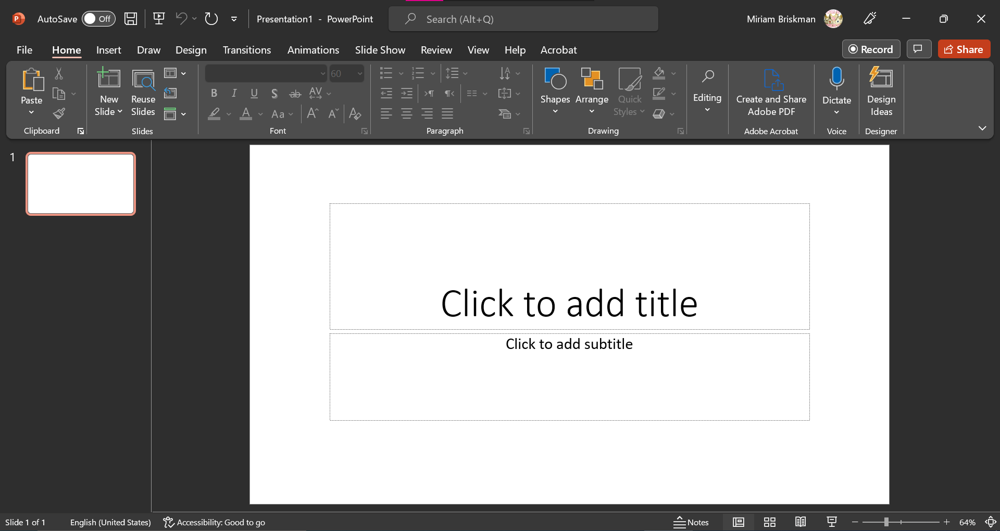 AutoSave Off Presentation1 - PowerPoint Search (Alt+Q) Miriam Briskman
File Home Insert Draw Design Transitions Animations Slide Show Review View Help Acrobat Record Share
Paste
New
Slide
Reuse
Slides
60
B I U S ab AV
A Aa A A A
Shapes Arrange Quick
Styles
Editing
Create and Share
Adobe PDF
Dictate
Design
Ideas
Clipboard Slides Font Paragraph Drawing Adobe Acrobat Voice Designer
1
Click to add title
Click to add subtitle
Slide 1 of 1 English (United States) Accessibility: Good to go Notes 64%